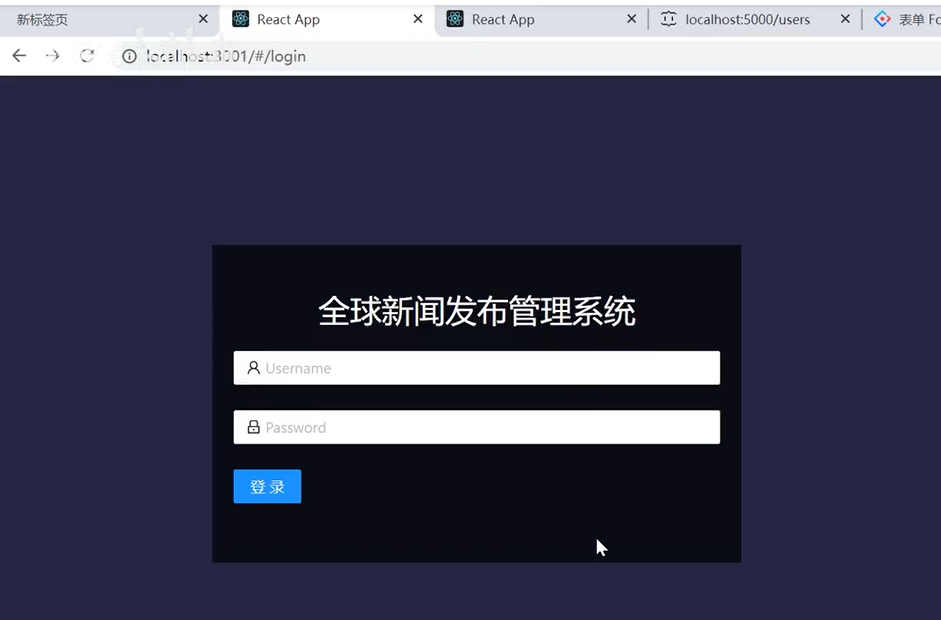 新标签页
React App
React App
localhost:5000/users
表单 Fo
localhost:3001/#/login
全球新闻发布管理系统
Username
Password
登 录